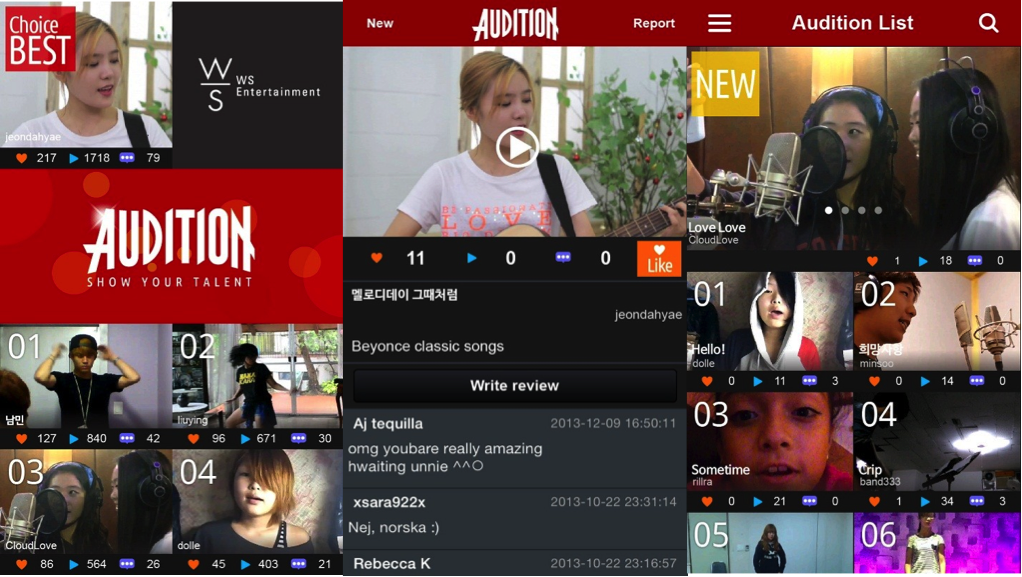 Choice
BEST
jeondahyae
217 1718 79
W
S
WS
Entertainment
AUDITION
SHOW YOUR TALENT
01
남민
127 840 42
02
liuying
96 671 30
03
CloudLove
86 564 26
04
dolle
45 403 21
New
AUDITION
Report
BE PASSIONATE
LOVE
11 0 0
Like
멜로디데이 그때처럼
jeondahyae
Beyonce classic songs
Write review
Aj tequilla
2013-12-09 16:50:11
omg youbare really amazing
hwaiting unnie ^^○
xsara922x
2013-10-22 23:31:14
Nej, norska :)
Rebecca K
2013-10-22 23:16:57
Audition List
NEW
Love Love
CloudLove
1 18 0
01
Hello!
dolle
0 11 3
02
희망사항
minsoo
0 14 0
03
Sometime
rillra
0 21 0
04
Crip
band333
1 34 3
05
06